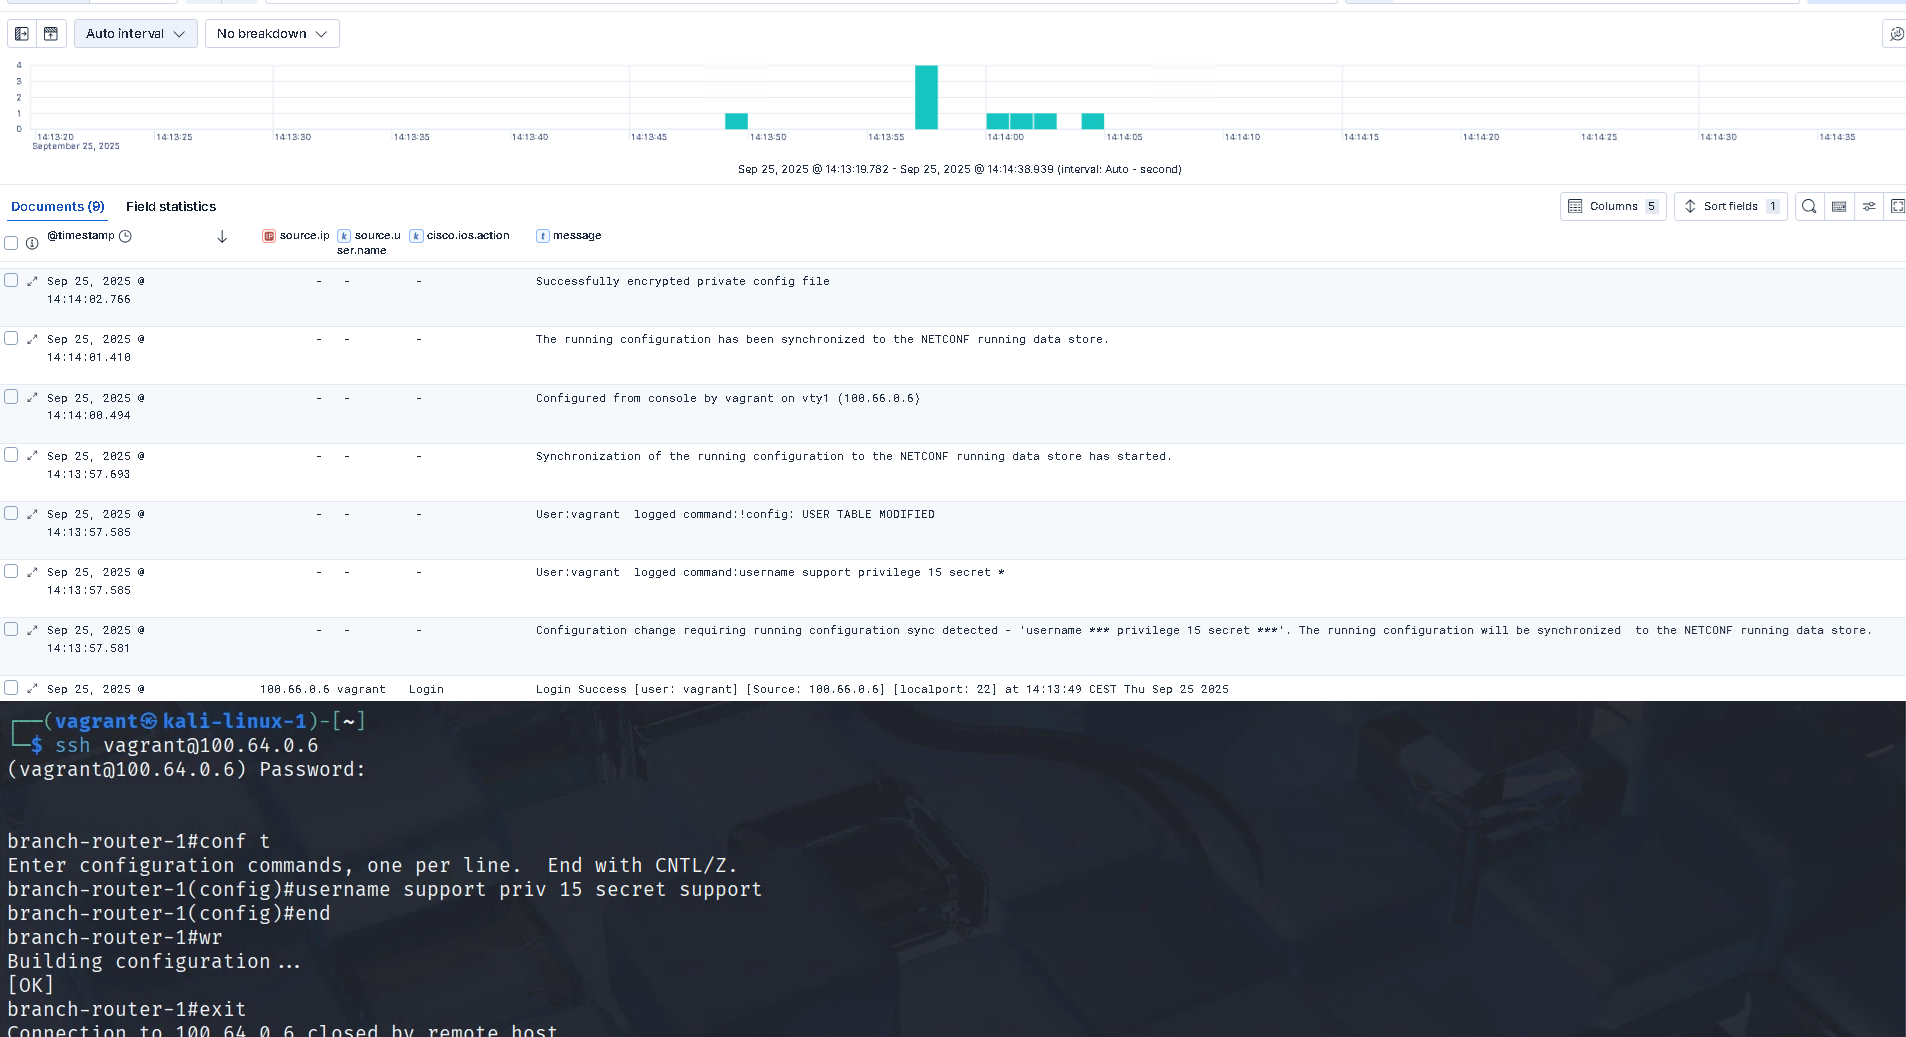 Auto interval
No breakdown
4
3
2
1
0
14:13:20 14:13:25 14:13:30 14:13:35 14:13:40 14:13:45 14:13:50 14:13:55 14:14:00 14:14:05 14:14:10 14:14:15 14:14:20 14:14:25 14:14:30 14:14:35
September 25, 2025
Sep 25, 2025 @ 14:13:19.782 - Sep 25, 2025 @ 14:14:38.939 (interval: Auto - second)
Documents (9) Field statistics
Columns 5 Sort fields 1
@timestamp source.ip source.u cisco.ios.action message
ser.name
Sep 25, 2025 @ - - - Successfully encrypted private config file
14:14:02.766
Sep 25, 2025 @ - - - The running configuration has been synchronized to the NETCONF running data store.
14:14:01.410
Sep 25, 2025 @ - - - Configured from console by vagrant on vty1 (100.66.0.6)
14:14:00.494
Sep 25, 2025 @ - - - Synchronization of the running configuration to the NETCONF running data store has started.
14:13:57.693
Sep 25, 2025 @ - - - User:vagrant  logged command:!config: USER TABLE MODIFIED
14:13:57.585
Sep 25, 2025 @ - - - User:vagrant  logged command:username support privilege 15 secret *
14:13:57.585
Sep 25, 2025 @ - - - Configuration change requiring running configuration sync detected - 'username *** privilege 15 secret ***'. The running configuration will be synchronized  to the NETCONF running data store.
14:13:57.581
Sep 25, 2025 @ 100.66.0.6 vagrant Login Login Success [user: vagrant] [Source: 100.66.0.6] [localport: 22] at 14:13:49 CEST Thu Sep 25 2025
┌──(vagrant㉿kali-linux-1)-[~]
└─$ ssh vagrant@100.64.0.6
(vagrant@100.64.0.6) Password:
branch-router-1#conf t
Enter configuration commands, one per line.  End with CNTL/Z.
branch-router-1(config)#username support priv 15 secret support
branch-router-1(config)#end
branch-router-1#wr
Building configuration...
[OK]
branch-router-1#exit
Connection to 100.64.0.6 closed by remote host